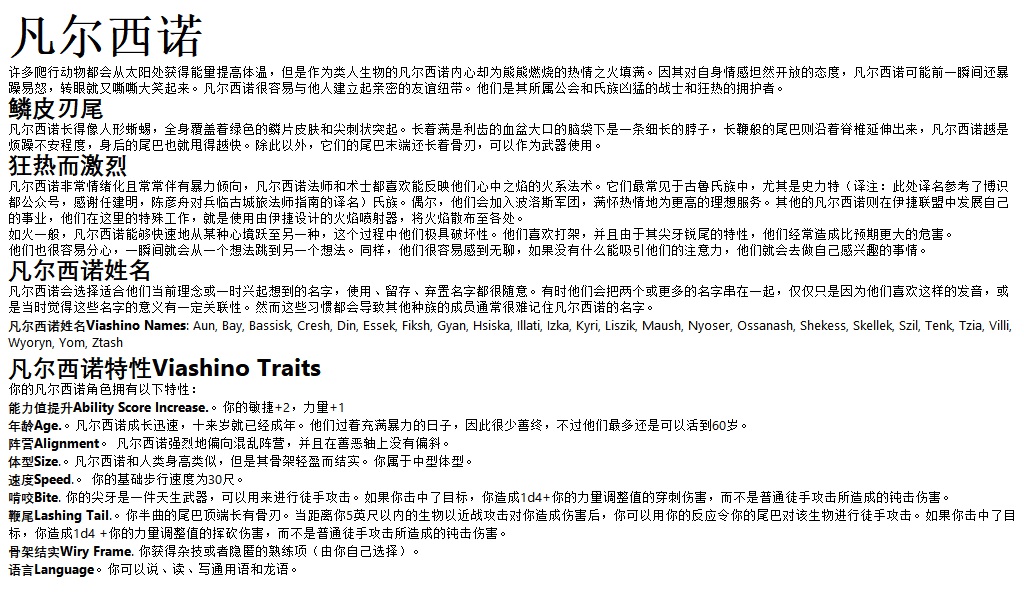 凡尔西诺
许多爬行动物都会从太阳处获得能量提高体温，但是作为类人生物的凡尔西诺内心却为熊熊燃烧的热情之火填满。因其对自身情感坦然开放的态度，凡尔西诺可能前一瞬间还暴
躁易怒，转眼就又嘶嘶大笑起来。凡尔西诺很容易与他人建立起亲密的友谊纽带。他们是其所属公会和氏族凶猛的战士和狂热的拥护者。
鳞皮刃尾
凡尔西诺长得像人形蜥蜴，全身覆盖着绿色的鳞片皮肤和尖刺状突起。长着满是利齿的血盆大口的脑袋下是一条细长的脖子，长鞭般的尾巴则沿着脊椎延伸出来，凡尔西诺越是
烦躁不安程度，身后的尾巴也就甩得越快。除此以外，它们的尾巴末端还长着骨刃，可以作为武器使用。
狂热而激烈
凡尔西诺非常情绪化且常常伴有暴力倾向，凡尔西诺法师和术士都喜欢能反映他们心中之焰的火系法术。它们最常见于古鲁氏族中，尤其是史力特（译注：此处译名参考了博识
都公众号，感谢任建明，陈彦舟对兵临古城旅法师指南的译名）氏族。偶尔，他们会加入波洛斯军团，满怀热情地为更高的理想服务。其他的凡尔西诺则在伊捷联盟中发展自己
的事业，他们在这里的特殊工作，就是使用由伊捷设计的火焰喷射器，将火焰散布至各处。
如火一般，凡尔西诺能够快速地从某种心境跃至另一种，这个过程中他们极具破坏性。他们喜欢打架，并且由于其尖牙锐尾的特性，他们经常造成比预期更大的危害。
他们也很容易分心，一瞬间就会从一个想法跳到另一个想法。同样，他们很容易感到无聊，如果没有什么能吸引他们的注意力，他们就会去做自己感兴趣的事情。
凡尔西诺姓名
凡尔西诺会选择适合他们当前理念或一时兴起想到的名字，使用、留存、弃置名字都很随意。有时他们会把两个或更多的名字串在一起，仅仅只是因为他们喜欢这样的发音，或
是当时觉得这些名字的意义有一定关联性。然而这些习惯都会导致其他种族的成员通常很难记住凡尔西诺的名字。
凡尔西诺姓名Viashino Names: Aun, Bay, Bassisk, Cresh, Din, Essek, Fiksh, Gyan, Hsiska, Illati, Izka, Kyri, Liszik, Maush, Nyoser, Ossanash, Shekess, Skellek, Szil, Tenk, Tzia, Villi,
Wyoryn, Yom, Ztash
凡尔西诺特性Viashino Traits
你的凡尔西诺角色拥有以下特性：
能力值提升Ability Score Increase.。你的敏捷+2，力量+1
年龄Age.。凡尔西诺成长迅速，十来岁就已经成年。他们过着充满暴力的日子，因此很少善终，不过他们最多还是可以活到60岁。
阵营Alignment。 凡尔西诺强烈地偏向混乱阵营，并且在善恶轴上没有偏斜。
体型Size.。凡尔西诺和人类身高类似，但是其骨架轻盈而结实。你属于中型体型。
速度Speed.。 你的基础步行速度为30尺。
啃咬Bite. 你的尖牙是一件天生武器，可以用来进行徒手攻击。如果你击中了目标，你造成1d4+你的力量调整值的穿刺伤害，而不是普通徒手攻击所造成的钝击伤害。
鞭尾Lashing Tail.。你半曲的尾巴顶端长有骨刃。当距离你5英尺以内的生物以近战攻击对你造成伤害后，你可以用你的反应令你的尾巴对该生物进行徒手攻击。如果你击中了目
标，你造成1d4 +你的力量调整值的挥砍伤害，而不是普通徒手攻击所造成的钝击伤害。
骨架结实Wiry Frame. 你获得杂技或者隐匿的熟练项（由你自己选择）。
语言Language。你可以说、读、写通用语和龙语。